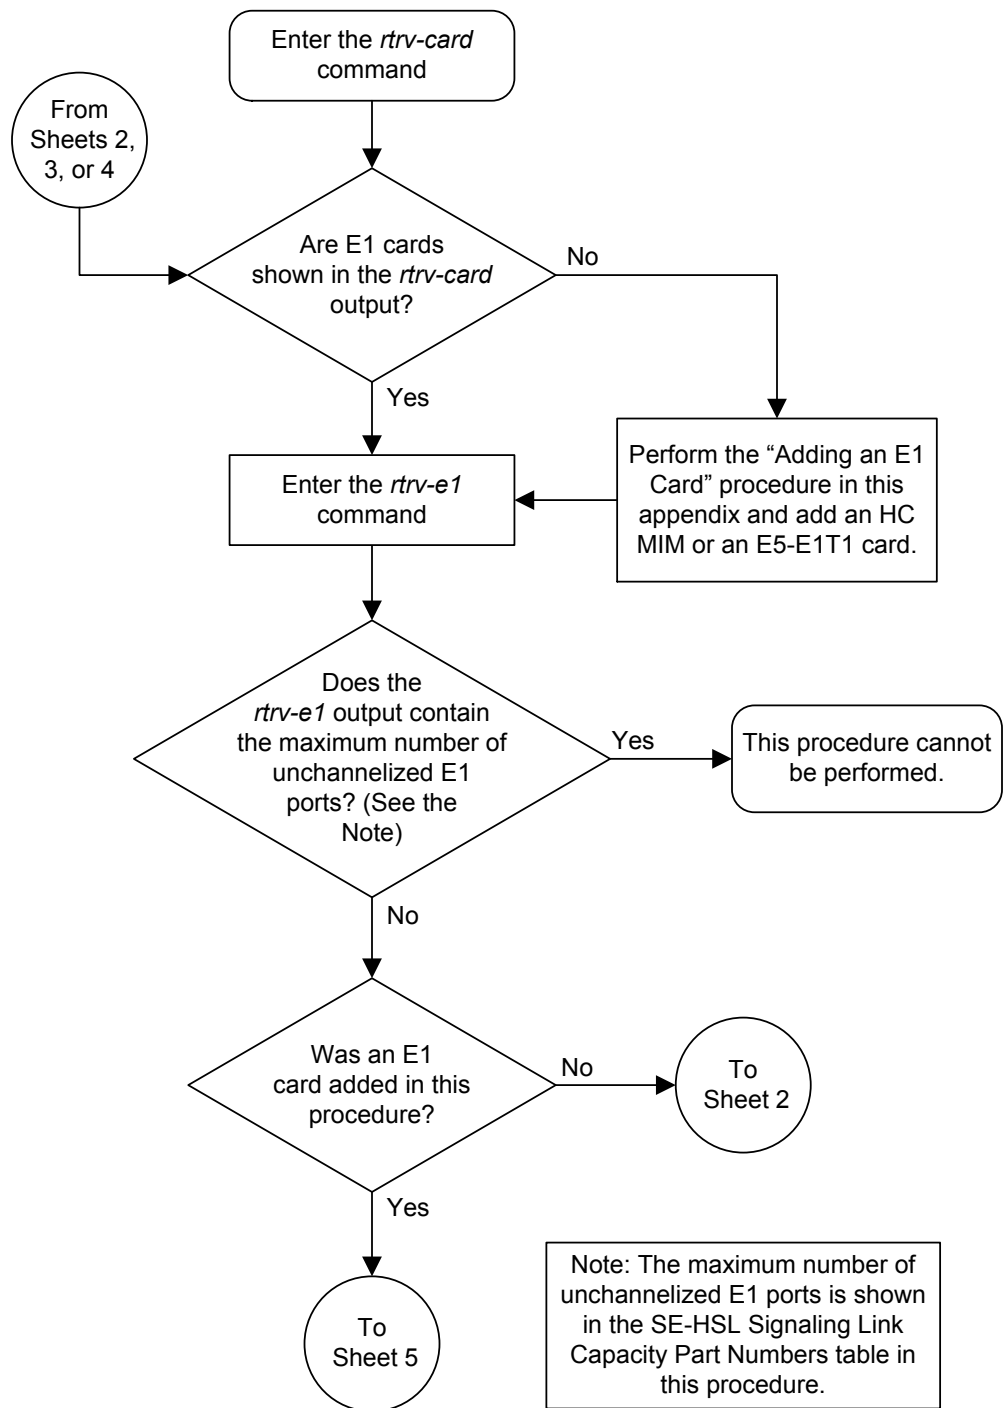 Enter the rtrv-card
command
From
Sheets 2,
3, or 4
Are E1 cards
shown in the rtrv-card
output?
No
Yes
Enter the rtrv-e1
command
Perform the “Adding an E1
Card” procedure in this
appendix and add an HC
MIM or an E5-E1T1 card.
Does the
rtrv-e1 output contain
the maximum number of
unchannelized E1
ports? (See the
Note)
Yes
This procedure cannot
be performed.
No
Was an E1
card added in this
procedure?
No
To
Sheet 2
Yes
To
Sheet 5
Note: The maximum number of
unchannelized E1 ports is shown
in the SE-HSL Signaling Link
Capacity Part Numbers table in
this procedure.